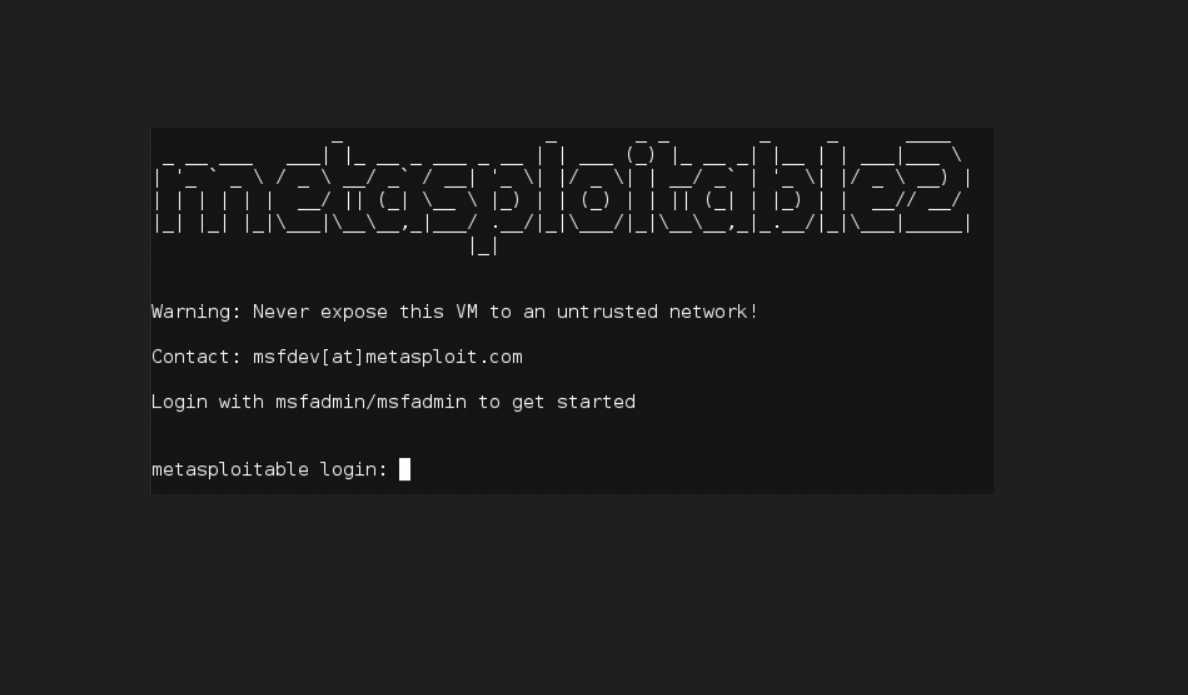 metasploitable2
Warning: Never expose this VM to an untrusted network!
Contact: msfdev[at]metasploit.com
Login with msfadmin/msfadmin to get started
metasploitable login: